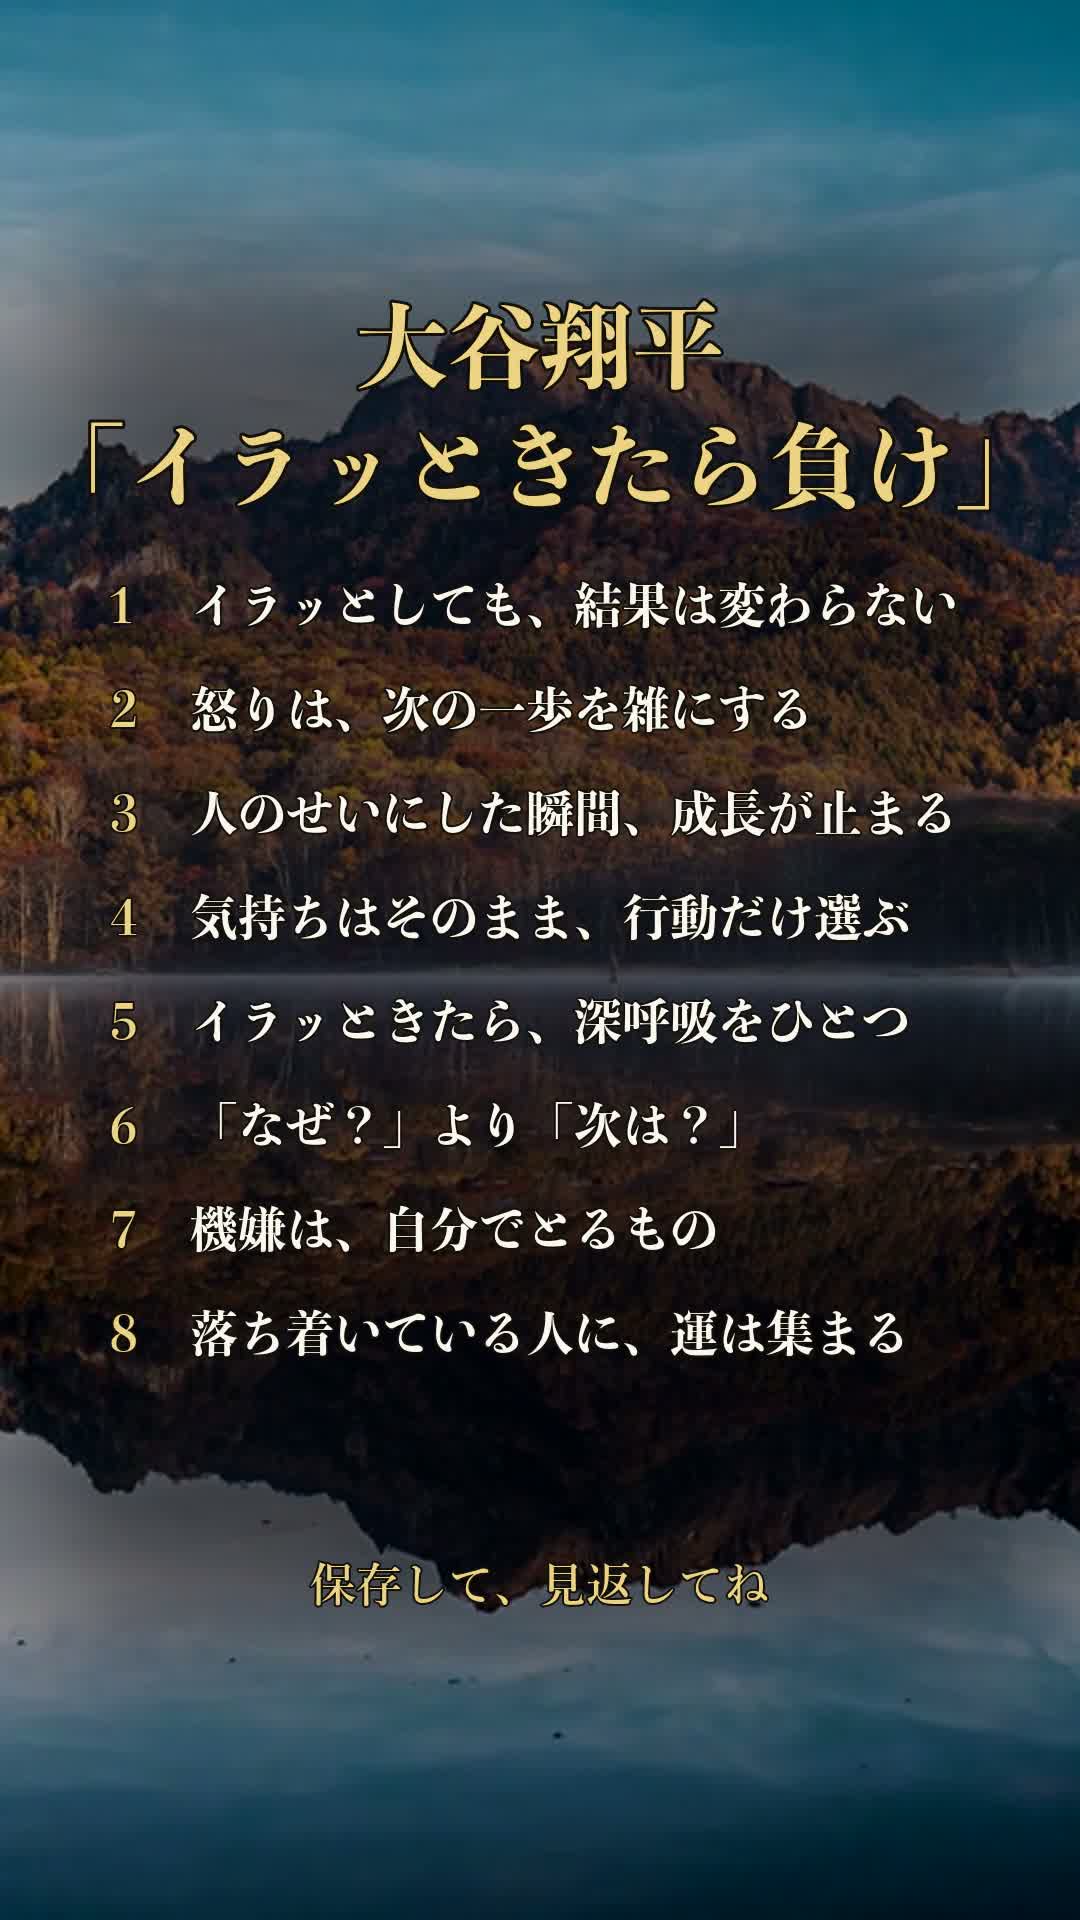 大谷翔平
「イラッときたら負け」
1 イラッとしても、結果は変わらない
2 怒りは、次の一歩を雑にする
3 人のせいにした瞬間、成長が止まる
4 気持ちはそのまま、行動だけ選ぶ
5 イラッときたら、深呼吸をひとつ
6 「なぜ？」より「次は？」
7 機嫌は、自分でとるもの
8 落ち着いている人に、運は集まる
保存して、見返してね